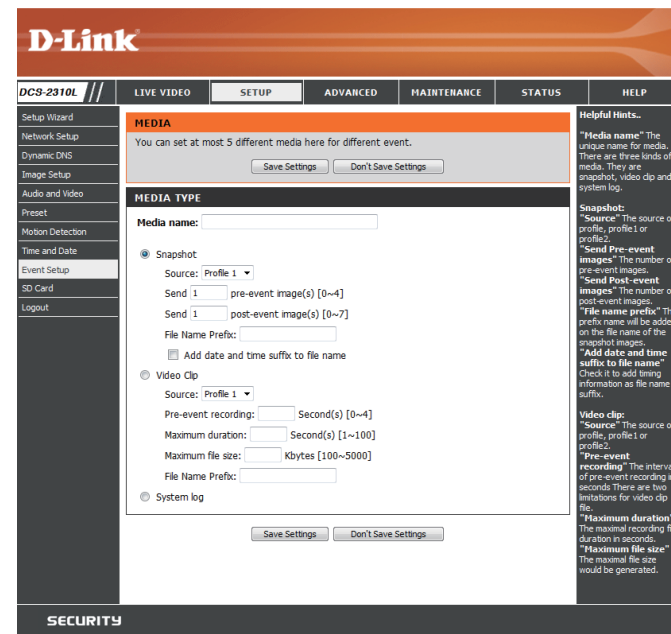 D-Link
DCS-2310L // LIVE VIDEO SETUP ADVANCED MAINTENANCE STATUS HELP
Setup Wizard
Network Setup
Dynamic DNS
Image Setup
Audio and Video
Preset
Motion Detection
Time and Date
Event Setup
SD Card
Logout
MEDIA
You can set at most 5 different media here for different event.
Save Settings Don't Save Settings
MEDIA TYPE
Media name:
Snapshot
Source: Profile 1
Send 1 pre-event image(s) [0~4]
Send 1 post-event image(s) [0~7]
File Name Prefix:
Add date and time suffix to file name
Video Clip
Source: Profile 1
Pre-event recording: Second(s) [0~4]
Maximum duration: Second(s) [1~100]
Maximum file size: Kbytes [100~5000]
File Name Prefix:
System log
Save Settings Don't Save Settings
Helpful Hints..
"Media name" The
unique name for media.
There are three kinds of
media. They are
snapshot, video clip and
system log.
Snapshot:
"Source" The source o
profile, profile1 or
profile2.
"Send Pre-event
images" The number o
pre-event images.
"Send Post-event
images" The number o
post-event images.
"File name prefix" Th
prefix name will be adde
on the file name of the
snapshot images.
"Add date and time
suffix to file name"
Check it to add timing
information as file name
suffix.
Video clip:
"Source" The source o
profile, profile1 or
profile2.
"Pre-event
recording" The interva
of pre-event recording i
seconds There are two
limitations for video clip
file.
"Maximum duration"
The maximal recording fi
duration in seconds.
"Maximum file size"
The maximal file size
would be generated.
SECURITY